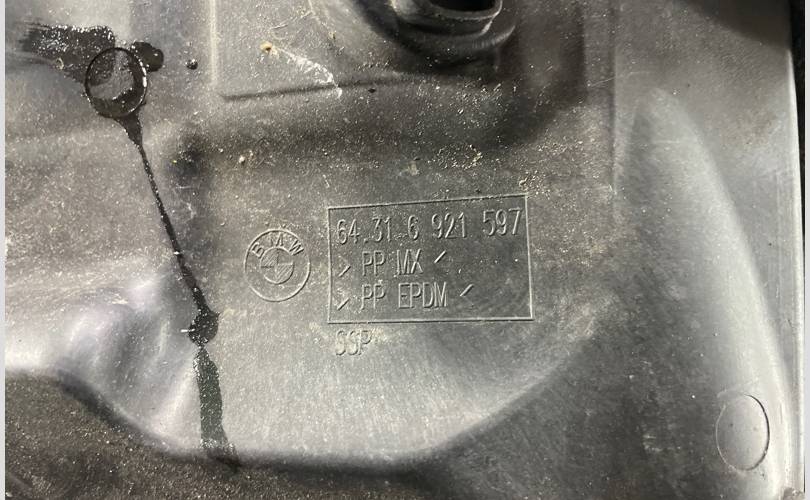 BMW
64.31 6 921 597
> PP MX <
> PP EPDM <
SSP